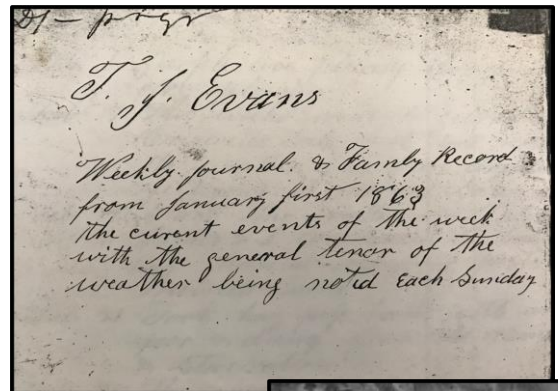 T. J. Evans
Weekly journal. & Family Record
from January first 1863
the curent events of the week
with the general tenor of the
weather being notd Each Sunday